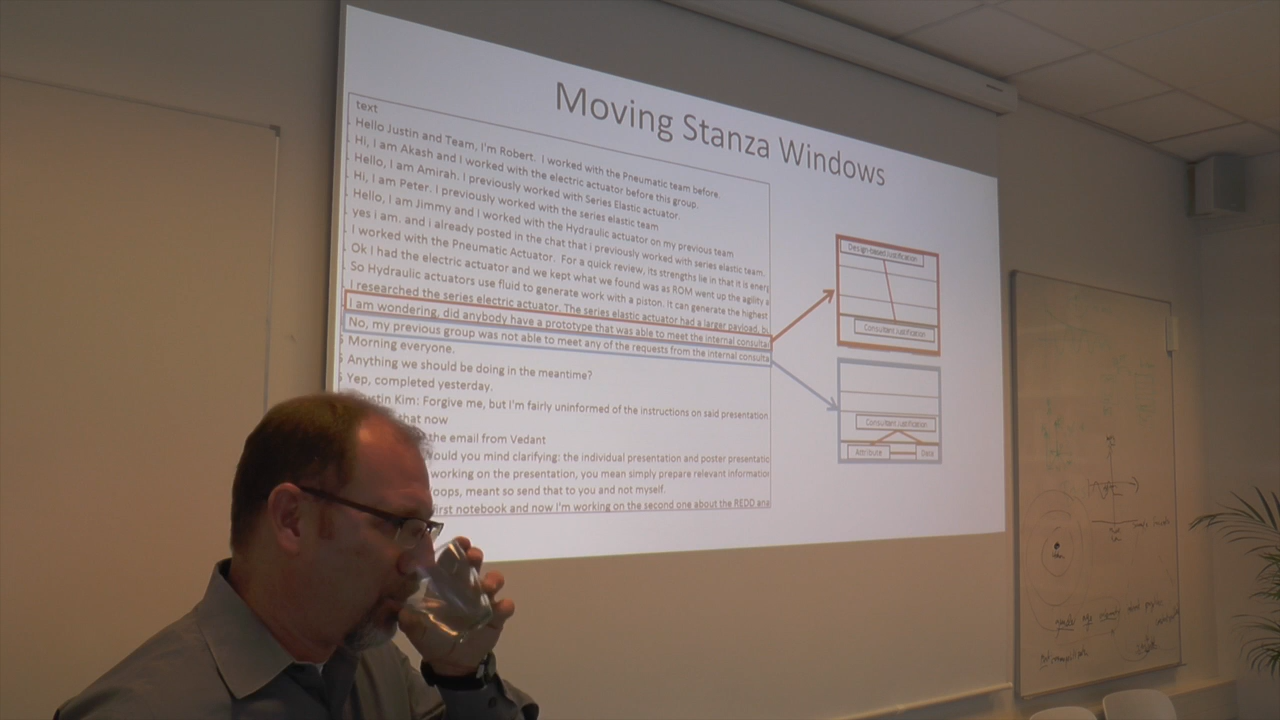 Moving Stanza Windows
text
Hello Justin and Team, I'm Robert. I worked with the Pneumatic team before.
Hi, I am Akash and I worked with the electric actuator before this group.
Hello, I am Amirah. I previously worked with Series Elastic actuator.
Hi, I am Peter. I previously worked with the series elastic team
Hello, I am Jimmy and I worked with the Hydraulic actuator on my previous team
yes i am. and i already posted in the chat that i previously worked with series elastic team.
I worked with the Pneumatic Actuator. For a quick review, its strengths lie in that it is energ
Ok I had the electric actuator and we kept what we found was as ROM went up the agility a
So Hydraulic actuators use fluid to generate work with a piston. It can generate the highest
I researched the series electric actuator. The series elastic actuator had a larger payload, bu
I am wondering, did anybody have a prototype that was able to meet the internal consultan
No, my previous group was not able to meet any of the requests from the internal consulta
Morning everyone.
Anything we should be doing in the meantime?
Yep, completed yesterday.
ustin Kim: Forgive me, but I'm fairly uninformed of the instructions on said presentation
that now
the email from Vedant
Would you mind clarifying: the individual presentation and poster presentatic
working on the presentation, you mean simply prepare relevant information
oops, meant so send that to you and not myself.
first notebook and now I'm working on the second one about the REDO ana
Design-based Justification
Consultant Justification
Consultant Justification
Attribute
Data